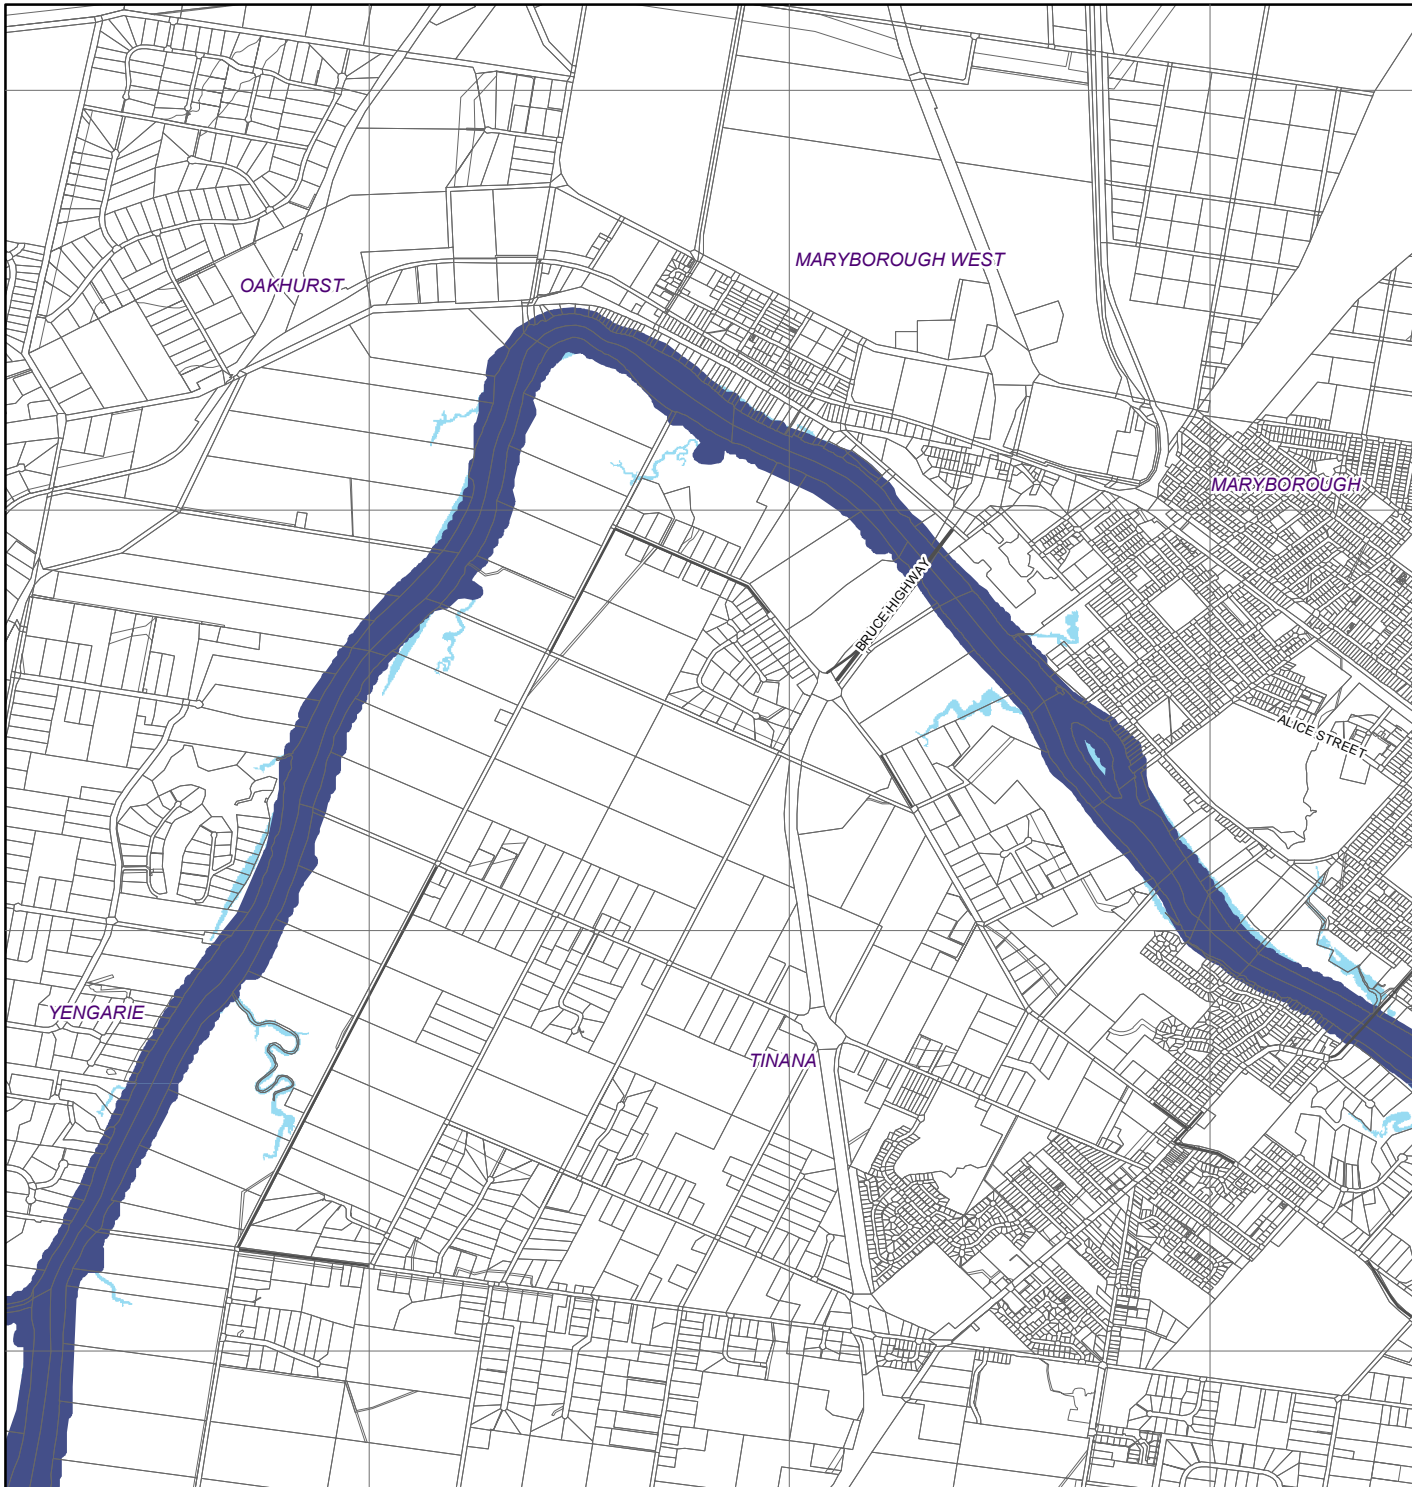 MARYBOROUGH WEST
OAKHURST
MARYBOROUGH
BRUCE HIGHWAY
ALICE STREET
YENGARIE
TINANA